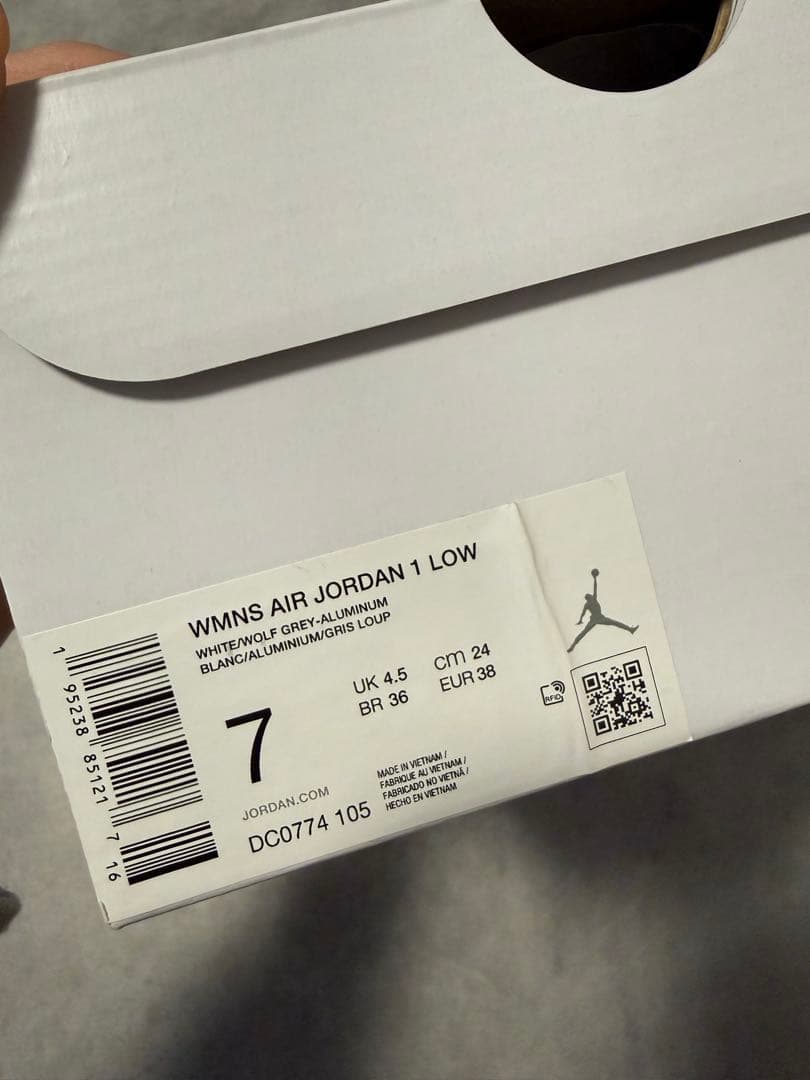 WMNS AIR JORDAN 1 LOW
WHITE/WOLF GREY-ALUMINUM
BLANC/ALUMINIUM/GRIS LOUP
7
UK 4.5
cm 24
BR 36
EUR 38
RFID
JORDAN.COM
DC0774 105
MADE IN VIETNAM /
FABRIQUE AU VIETNAM /
FABRICADO NO VIETNÃ /
HECHO EN VIETNAM
1 95238 85121 7 16